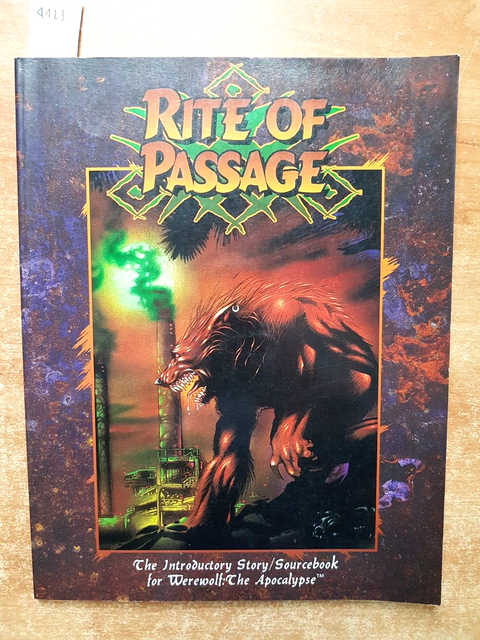 4123
RITE OF
PASSAGE
The Introductory Story/Sourcebook
for Werewolf:The Apocalypse™